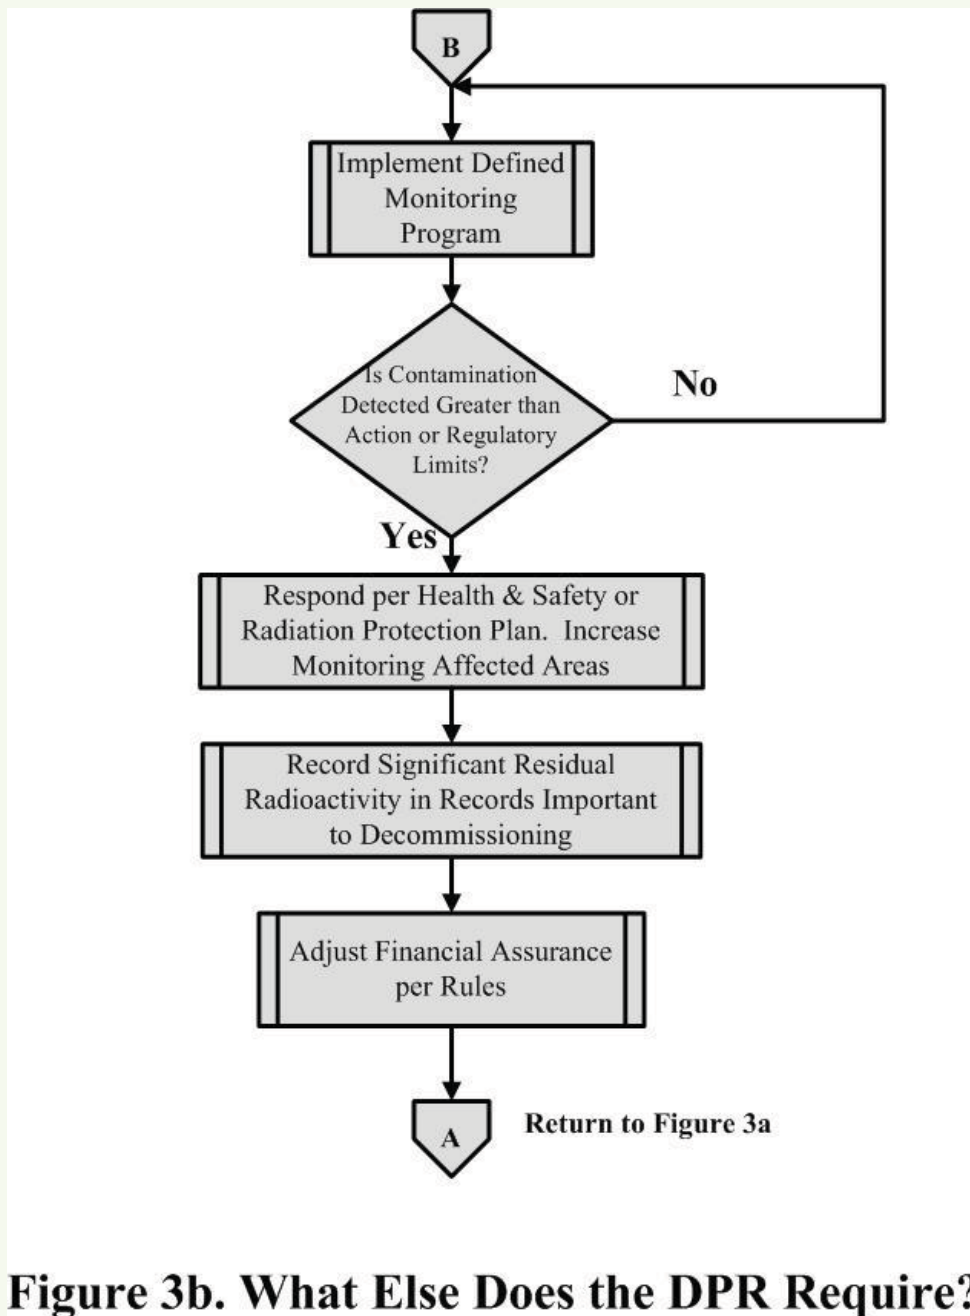 B
Implement Defined
Monitoring
Program
Is Contamination
Detected Greater than
Action or Regulatory
Limits?
No
Yes
Respond per Health & Safety or
Radiation Protection Plan.  Increase
Monitoring Affected Areas
Record Significant Residual
Radioactivity in Records Important
to Decommissioning
Adjust Financial Assurance
per Rules
A
Return to Figure 3a
Figure 3b. What Else Does the DPR Require?